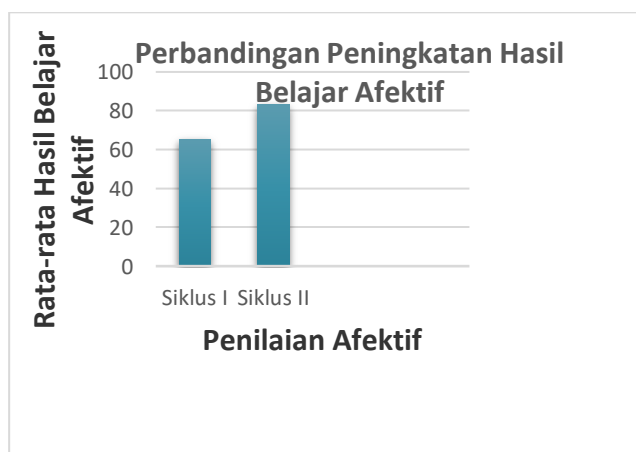 Perbandingan Peningkatan Hasil
Belajar Afektif
Rata-rata Hasil Belajar
Afektif
100
80
60
40
20
0
Siklus I Siklus II
Penilaian Afektif